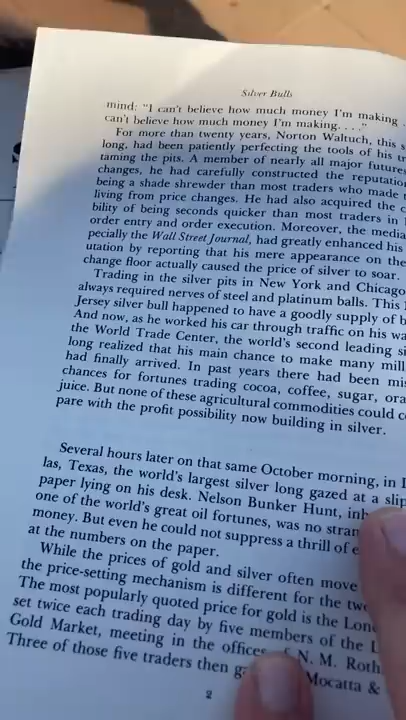 Silver Bulls
mind: "I can't believe how much money I'm making .
can't believe how much money I'm making. . . ."
For more than twenty years, Norton Waltuch, this s
long, had been patiently perfecting the tools of his tr
taming the pits. A member of nearly all major futures
changes, he had carefully constructed the reputation
being a shade shrewder than most traders who made t
living from price changes. He had also acquired the c
bility of being seconds quicker than most traders in
order entry and order execution. Moreover, the media
pecially the Wall Street Journal, had greatly enhanced his
utation by reporting that his mere appearance on the
change floor actually caused the price of silver to soar.
Trading in the silver pits in New York and Chicago
always required nerves of steel and platinum balls. This
Jersey silver bull happened to have a goodly supply of b
And now, as he worked his car through traffic on his wa
the World Trade Center, the world's second leading si
long realized that his main chance to make many mill
had finally arrived. In past years there had been mis
chances for fortunes trading cocoa, coffee, sugar, ora
juice. But none of these agricultural commodities could c
pare with the profit possibility now building in silver.
Several hours later on that same October morning, in D
las, Texas, the world's largest silver long gazed at a slip
paper lying on his desk. Nelson Bunker Hunt, inh
one of the world's great oil fortunes, was no stran
money. But even he could not suppress a thrill of e
at the numbers on the paper.
While the prices of gold and silver often move
the price-setting mechanism is different for the tw
The most popularly quoted price for gold is the Lon
set twice each trading day by five members of the L
Gold Market, meeting in the offices N. M. Roth
Three of those five traders then g Mocatta &
2